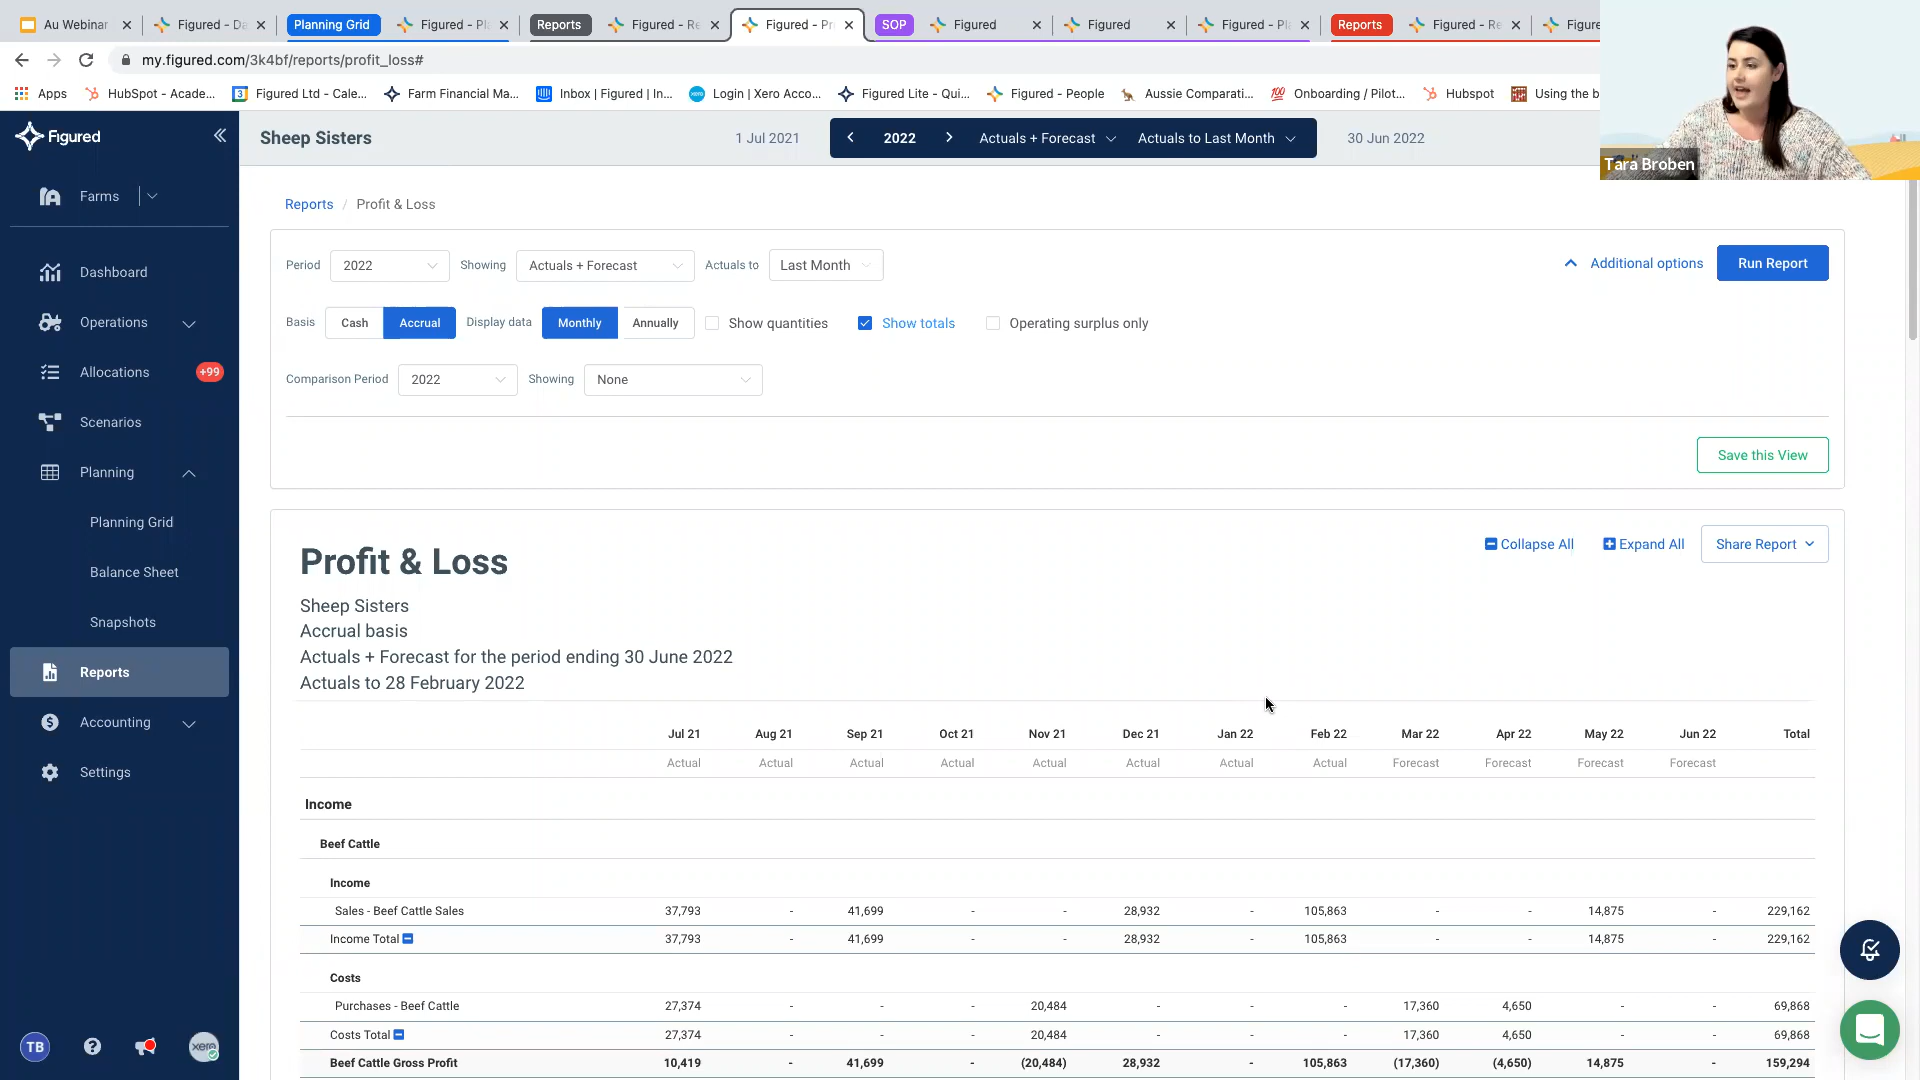 Au Webinar
Figured - Da
Planning Grid
Figured - Pla
Reports
Figured - Re
Figured - Pr
SOP
Figured
Figured
Figured - Pla
Reports
Figured - Re
Figure
my.figured.com/3k4bf/reports/profit_loss#
Apps
HubSpot - Acade...
Figured Ltd - Cale...
Farm Financial Ma...
Inbox | Figured | In...
Login | Xero Acco...
Figured Lite - Qui...
Figured - People
Aussie Comparati...
Onboarding / Pilot...
Hubspot
Using the b
Tara Broben
Figured
Sheep Sisters
1 Jul 2021
2022
Actuals + Forecast
Actuals to Last Month
30 Jun 2022
Farms
Dashboard
Operations
Allocations
+99
Scenarios
Planning
Planning Grid
Balance Sheet
Snapshots
Reports
Accounting
Settings
TB
xero
Reports / Profit & Loss
Period 2022 Showing Actuals + Forecast Actuals to Last Month
Additional options
Run Report
Basis Cash Accrual Display data Monthly Annually Show quantities Show totals Operating surplus only
Comparison Period 2022 Showing None
Save this View
Profit & Loss
Collapse All
Expand All
Share Report
Sheep Sisters
Accrual basis
Actuals + Forecast for the period ending 30 June 2022
Actuals to 28 February 2022
Jul 21 Aug 21 Sep 21 Oct 21 Nov 21 Dec 21 Jan 22 Feb 22 Mar 22 Apr 22 May 22 Jun 22 Total
Actual Actual Actual Actual Actual Actual Actual Actual Forecast Forecast Forecast Forecast
Income
Beef Cattle
Income
Sales - Beef Cattle Sales 37,793 - 41,699 - - 28,932 - 105,863 - - 14,875 - 229,162
Income Total 37,793 - 41,699 - - 28,932 - 105,863 - - 14,875 - 229,162
Costs
Purchases - Beef Cattle 27,374 - - - 20,484 - - - 17,360 4,650 - - 69,868
Costs Total 27,374 - - - 20,484 - - - 17,360 4,650 - - 69,868
Beef Cattle Gross Profit 10,419 - 41,699 - (20,484) 28,932 - 105,863 (17,360) (4,650) 14,875 - 159,294